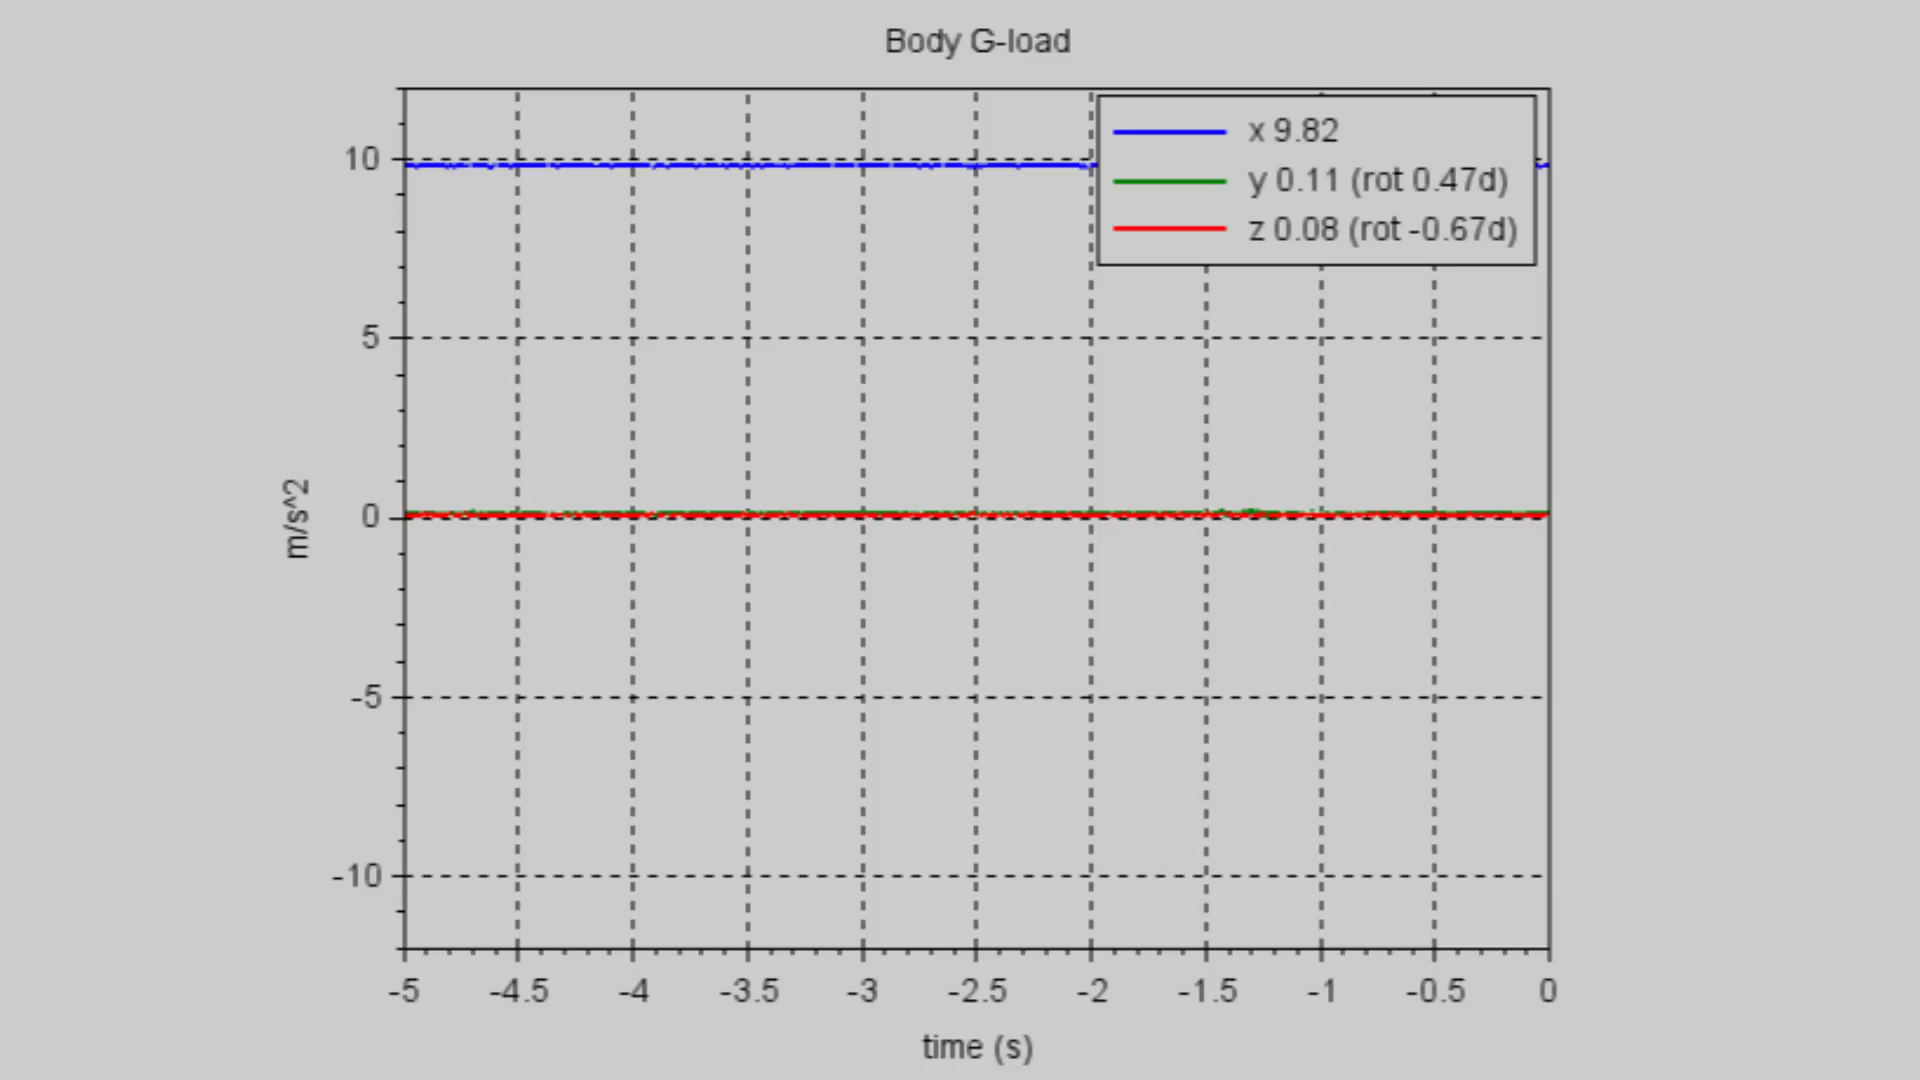 Body G-load
x 9.82
y 0.11 (rot 0.47d)
z 0.08 (rot -0.67d)
10
5
0
-5
-10
m/s^2
-5 -4.5 -4 -3.5 -3 -2.5 -2 -1.5 -1 -0.5 0
time (s)